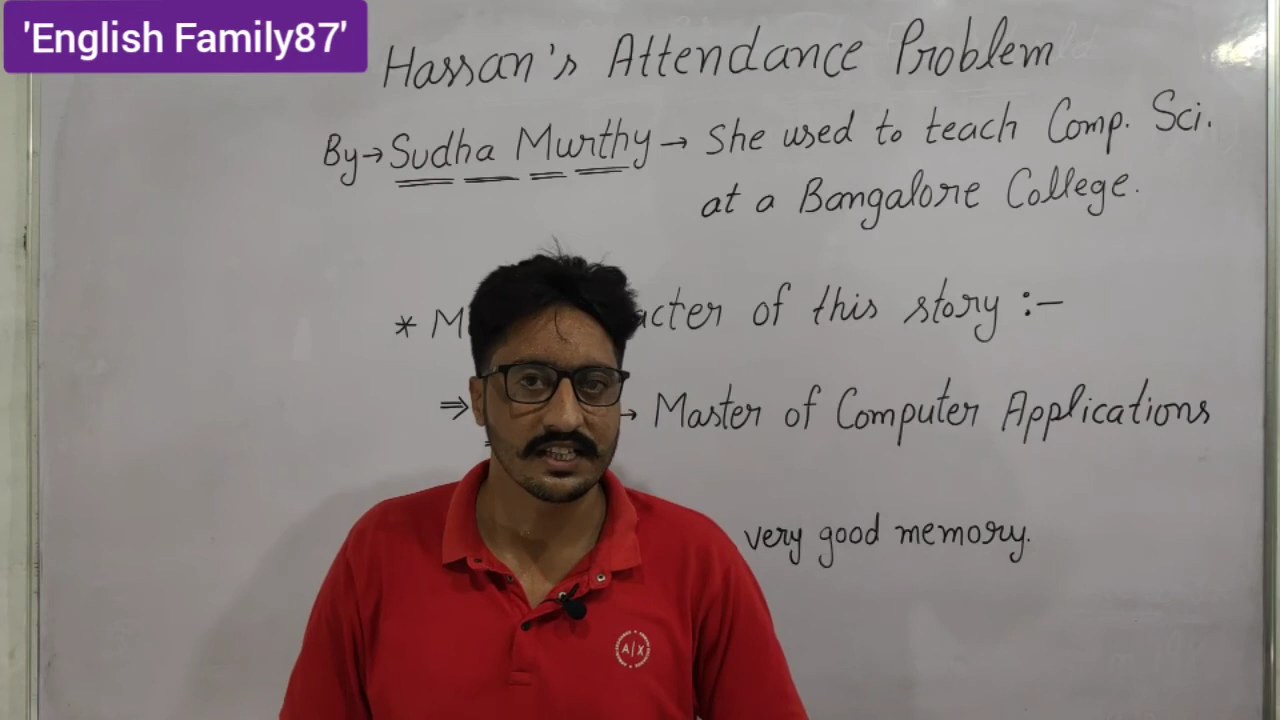 'English Family87'
Hassan's Attendance Problem
By→ Sudha Murthy → She used to teach Comp. Sci.
at a Bangalore College.
* M acter of this story :-
⇒ → Master of Computer Applications
very good memory.
A|X